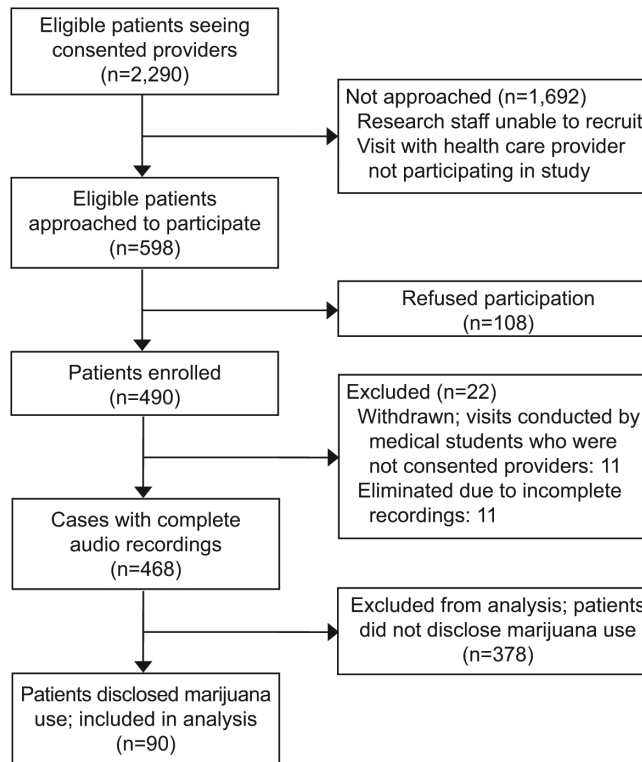 Eligible patients seeing
consented providers
(n=2,290)
Not approached (n=1,692)
Research staff unable to recruit
Visit with health care provider
not participating in study
Eligible patients
approached to participate
(n=598)
Refused participation
(n=108)
Patients enrolled
(n=490)
Excluded (n=22)
Withdrawn; visits conducted by
medical students who were
not consented providers: 11
Eliminated due to incomplete
recordings: 11
Cases with complete
audio recordings
(n=468)
Excluded from analysis; patients
did not disclose marijuana use
(n=378)
Patients disclosed marijuana
use; included in analysis
(n=90)